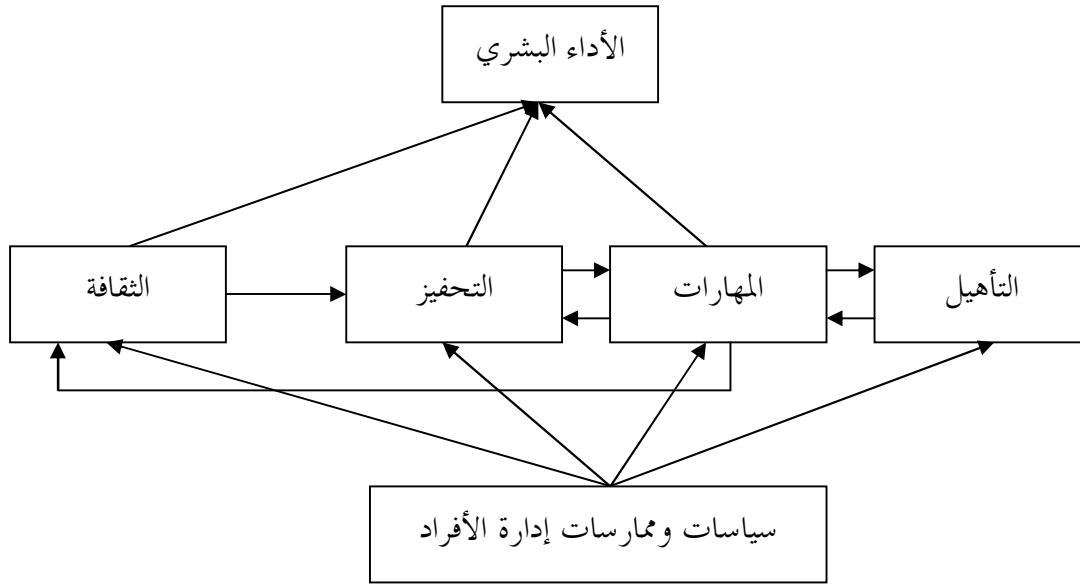 الأداء البشري
التأهيل
المهارات
التحفيز
الثقافة
سياسات وممارسات إدارة الأفراد